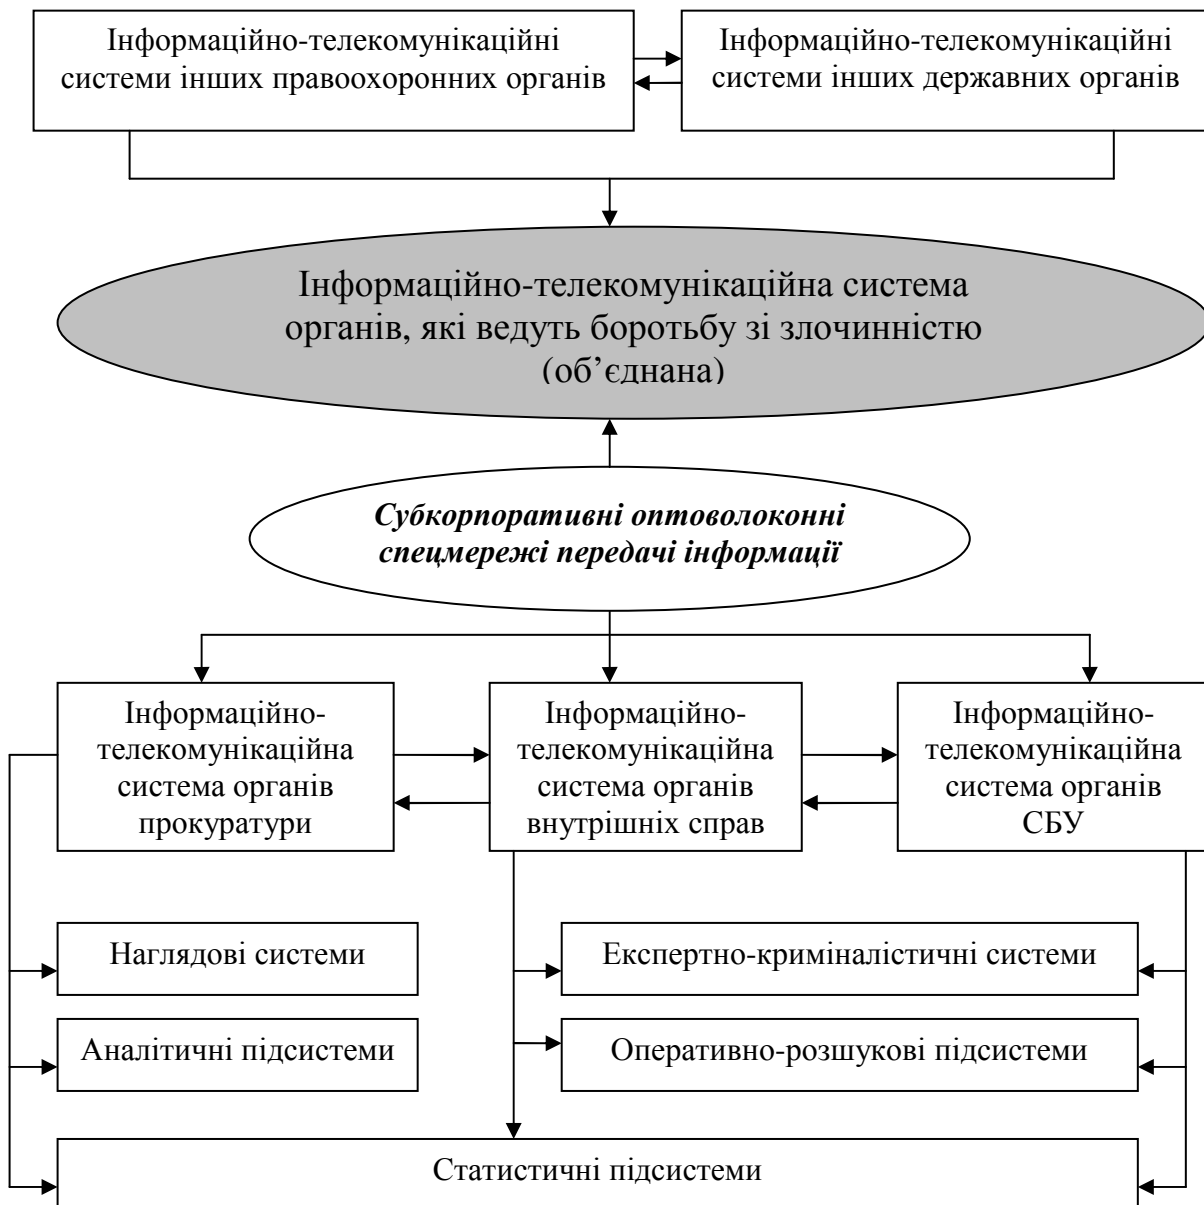 Інформаційно-телекомунікаційні
системи інших правоохоронних органів
Інформаційно-телекомунікаційні
системи інших державних органів
Інформаційно-телекомунікаційна система
органів, які ведуть боротьбу зі злочинністю
(об’єднана)
Субкорпоративні оптоволоконні
спецмережі передачі інформації
Інформаційно-
телекомунікаційна
система органів
прокуратури
Інформаційно-
телекомунікаційна
система органів
внутрішніх справ
Інформаційно-
телекомунікаційна
система органів
СБУ
Наглядові системи
Експертно-криміналістичні системи
Аналітичні підсистеми
Оперативно-розшукові підсистеми
Статистичні підсистеми